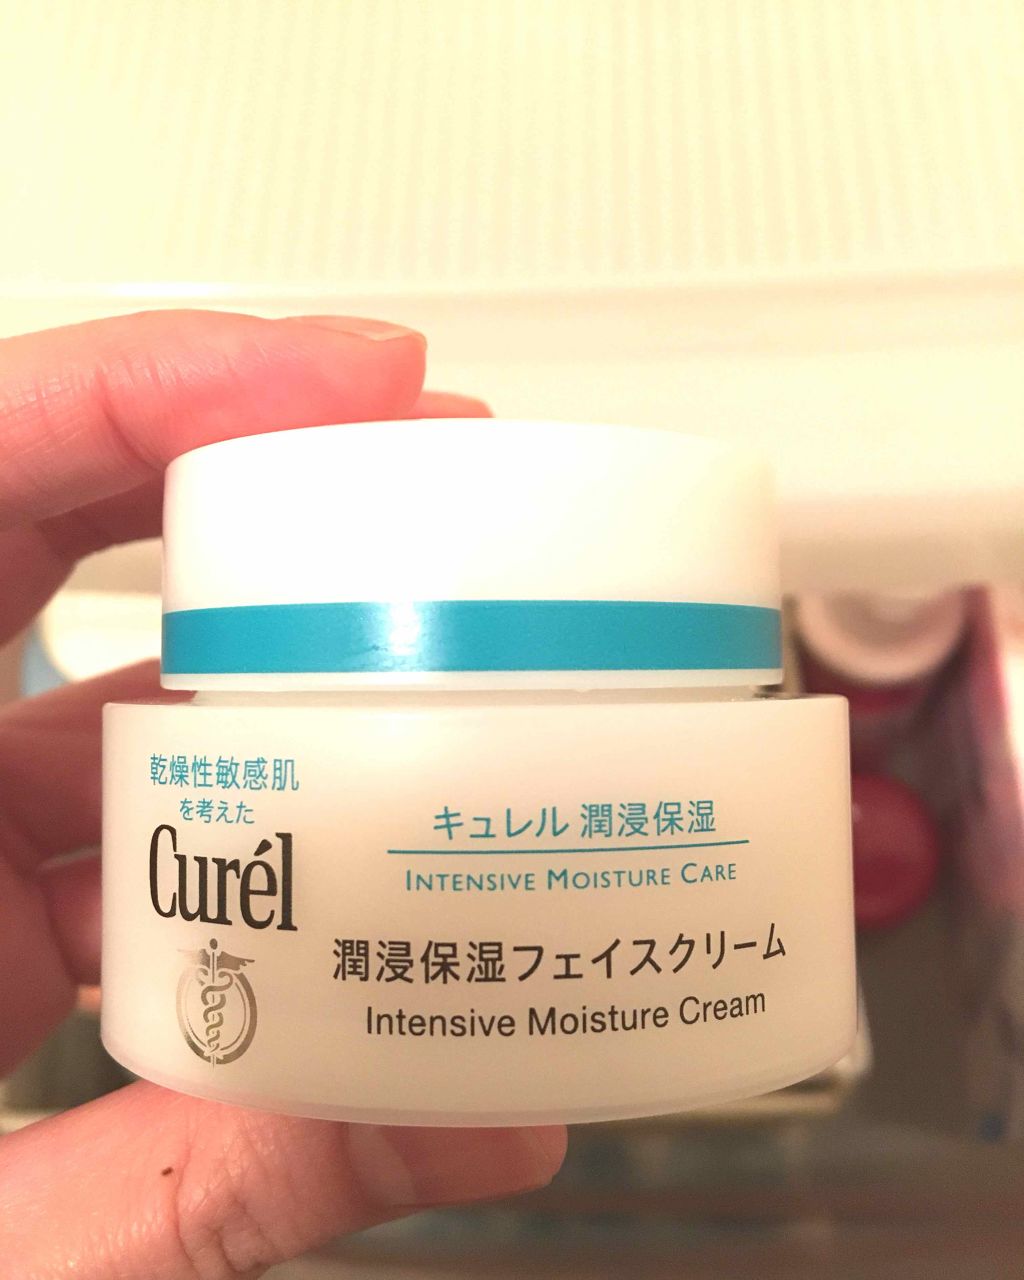 乾燥性敏感肌
を考えた
Curél
キュレル 潤浸保湿
INTENSIVE MOISTURE CARE
潤浸保湿フェイスクリーム
Intensive Moisture Cream